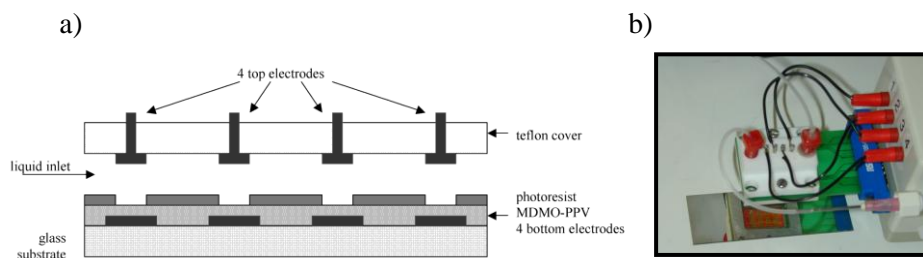 a)
b)
4 top electrodes
teflon cover
liquid inlet
photoresist
MDMO-PPV
4 bottom electrodes
glass
substrate